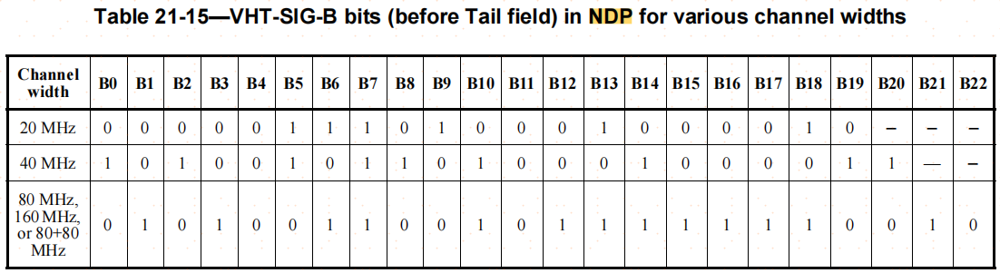 Table 21-15—VHT-SIG-B bits (before Tail field) in NDP for various channel widths
Channel width B0 B1 B2 B3 B4 B5 B6 B7 B8 B9 B10 B11 B12 B13 B14 B15 B16 B17 B18 B19 B20 B21 B22
20 MHz 0 0 0 0 0 1 1 1 0 1 0 0 0 1 0 0 0 0 1 0 – – –
40 MHz 1 0 1 0 0 1 0 1 1 0 1 0 0 0 1 0 0 0 0 1 1 — –
80 MHz, 160 MHz, or 80+80 MHz 0 1 0 1 0 0 1 1 0 0 1 0 1 1 1 1 1 1 1 0 0 1 0